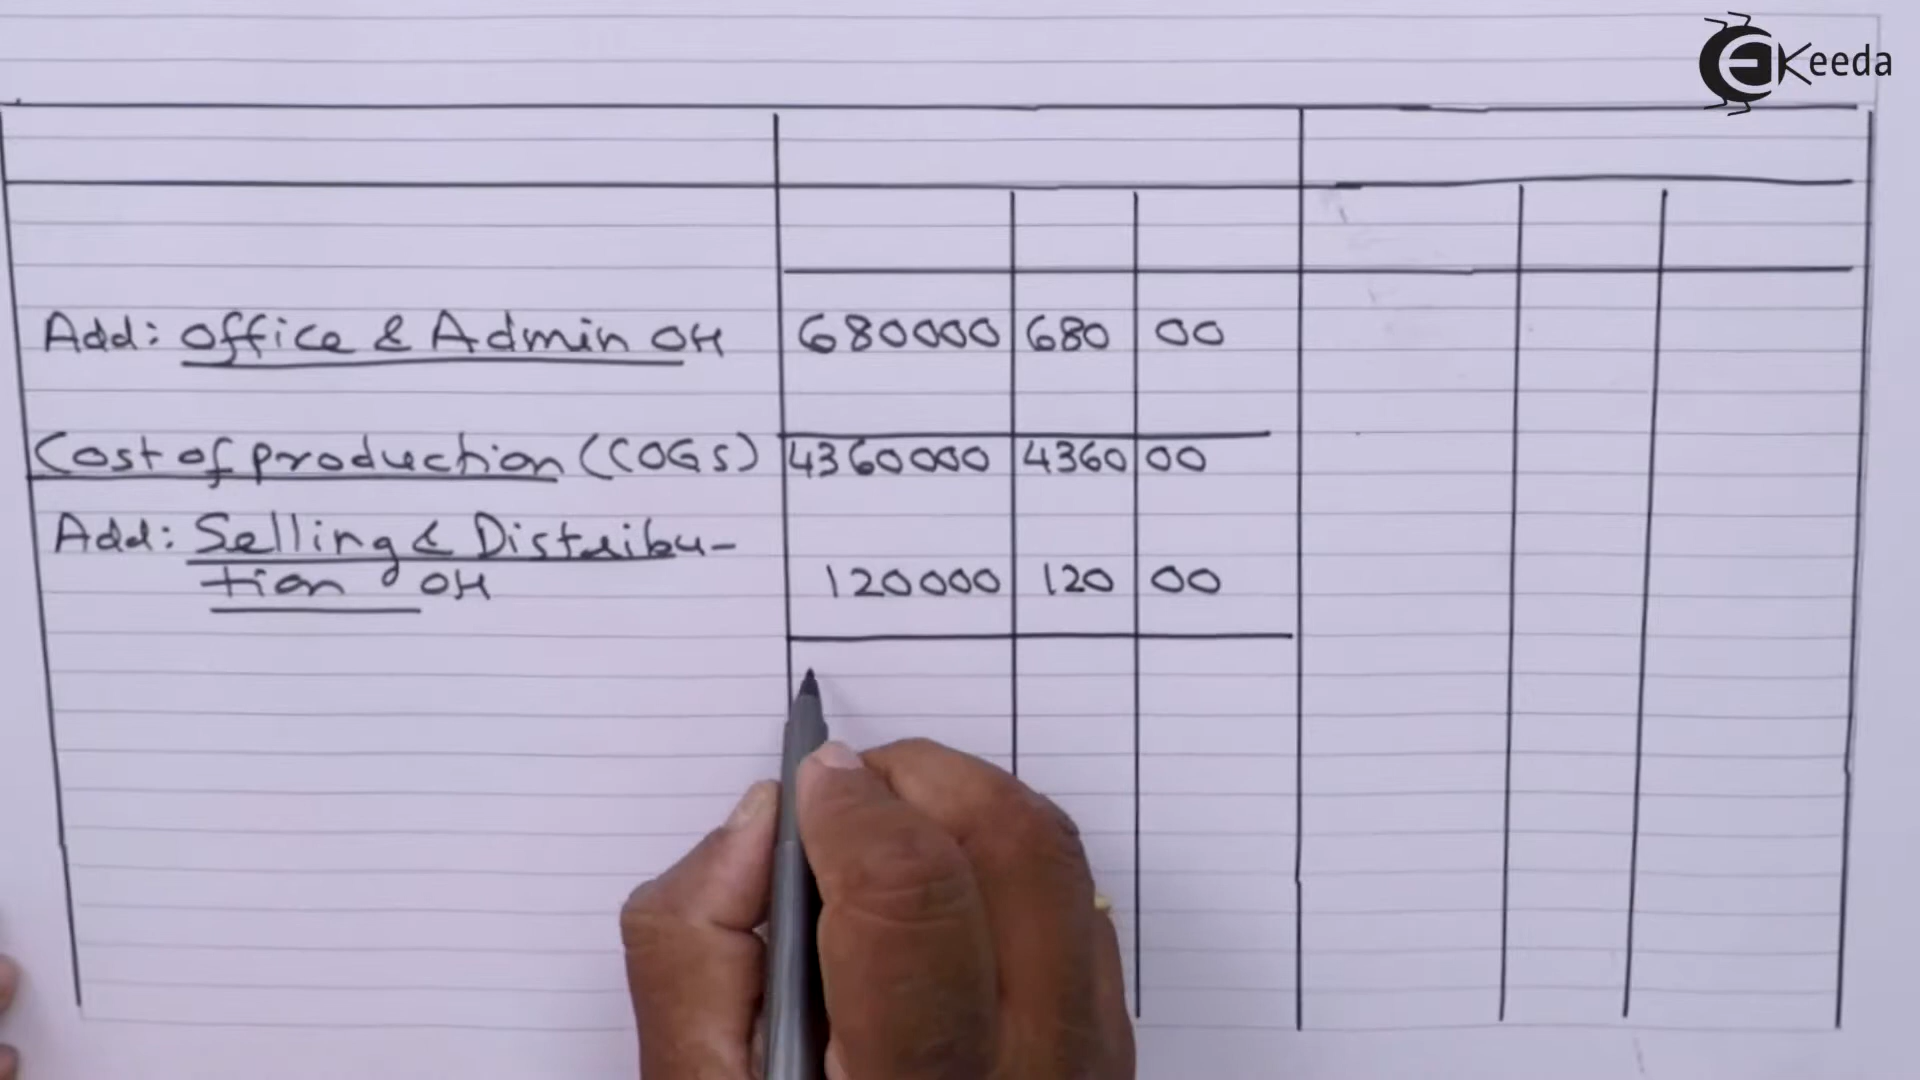 EKeeda
Add: Office & Admin OH 680000 680 00
Cost of production (COGS) 4360000 4360 00
Add: Selling & Distribu-
tion OH 120000 120 00